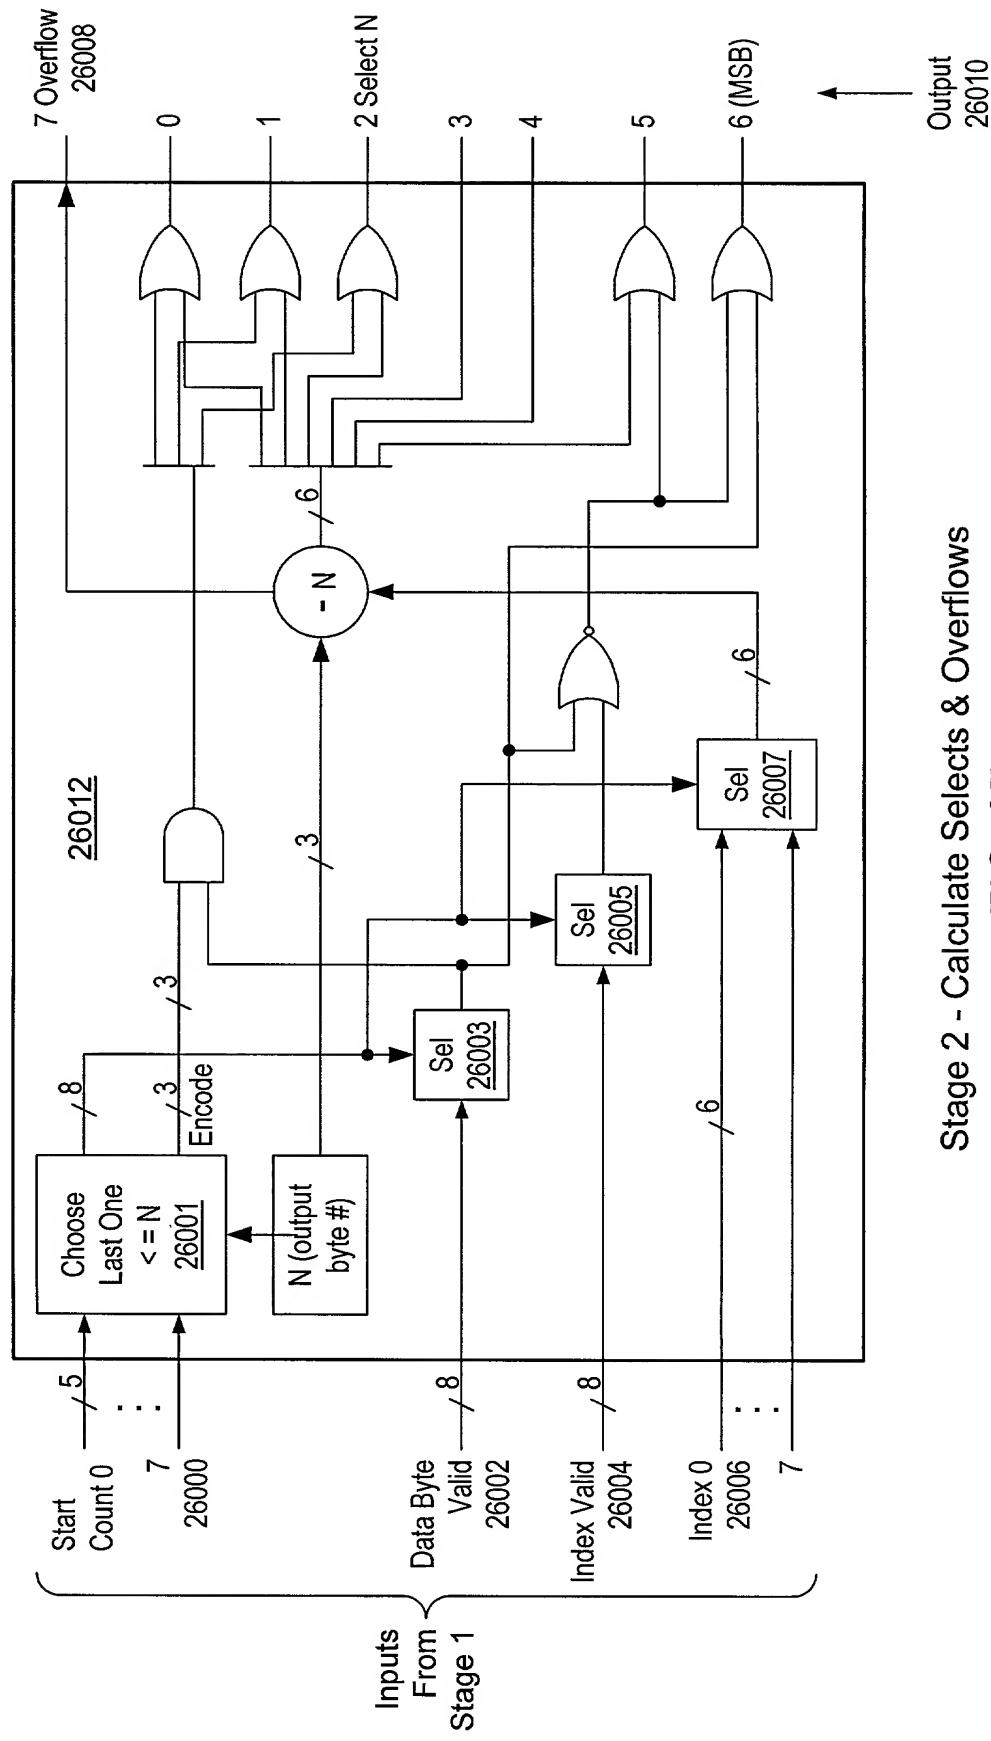 Inputs
From
Stage 1
Start
Count 0
7
26000
5
. . .
Data Byte
Valid
26002
8
Index Valid
26004
8
Index 0
26006
7
. . .
6
26012
Choose
Last One
< = N
26001
N (output
byte #)
8
3
Encode
3
3
Sel
26003
Sel
26005
Sel
26007
6
- N
6
7 Overflow
26008
0
1
2 Select N
3
4
5
6 (MSB)
Output
26010
Stage 2 - Calculate Selects & Overflows